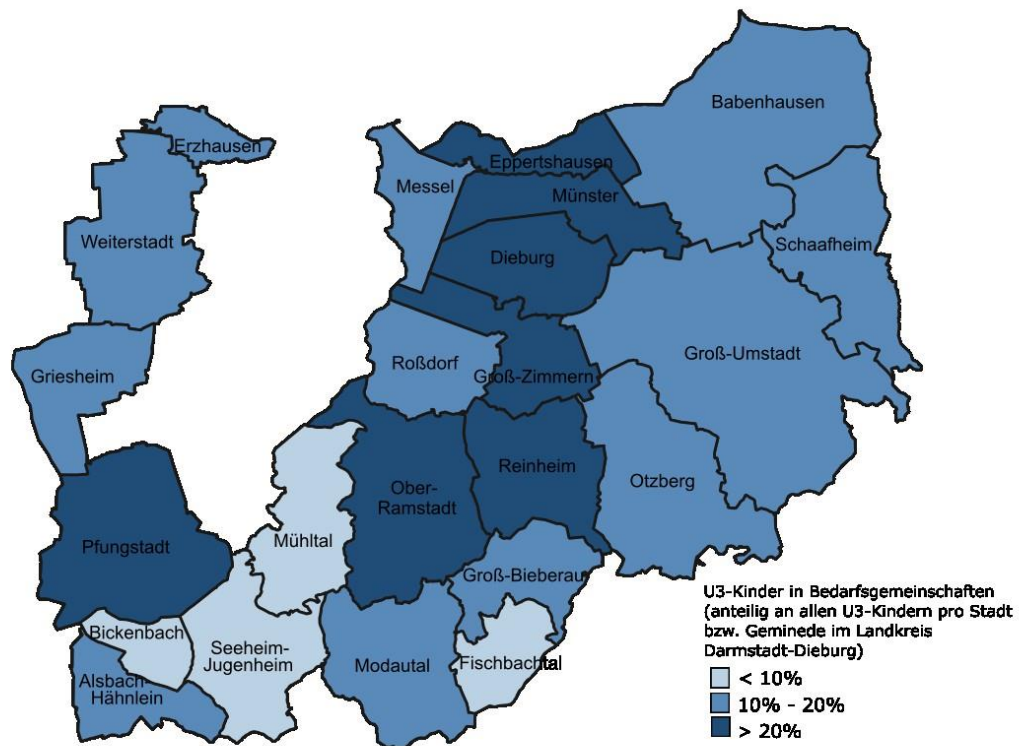 Babenhausen
Erzhausen
Eppertshausen
Messel
Münster
Weiterstadt
Schaafheim
Dieburg
Groß-Umstadt
Roßdorf
Griesheim
Groß-Zimmern
Reinheim
Otzberg
Ober-
Ramstadt
Mühltal
Pfungstadt
Groß-Bieberau
Bickenbach
Seeheim-
Jugenheim
Modautal
Fischbachtal
Alsbach-
Hähnlein
U3-Kinder in Bedarfsgemeinschaften
(anteilig an allen U3-Kindern pro Stadt
bzw. Geminede im Landkreis
Darmstadt-Dieburg)
< 10%
10% - 20%
> 20%